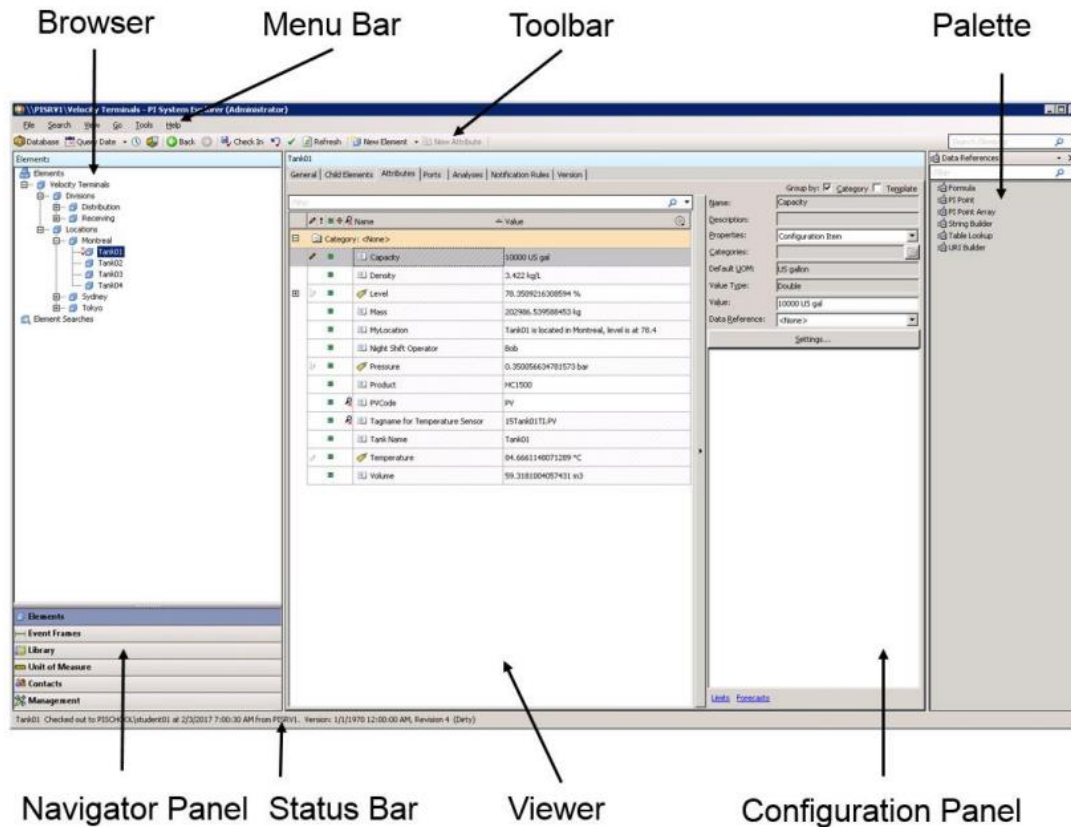 Browser
Menu Bar
Toolbar
Palette
\\PISRV1\Velocity Terminals - PI System Explorer (Administrator)
File Search View Go Tools Help
Database Query Date Back Check In Refresh New Element New Attribute
Elements
Elements
Velocity Terminals
Divisions
Distribution
Receiving
Locations
Montreal
Tank01
Tank02
Tank03
Tank04
Sydney
Tokyo
Element Searches
Elements
Event Frames
Library
Unit of Measure
Contacts
Management
Tank01
General Child Elements Attributes Ports Analyses Notification Rules Version
Filter
Name Value
Category: <None>
Capacity 10000 US gal
Density 3.422 kg/L
Level 78.3509216308594 %
Mass 202986.539588453 kg
MyLocation Tank01 is located in Montreal, level is at 78.4
Night Shift Operator Bob
Pressure 0.350056634781573 bar
Product HC1500
PVCode PV
Tagname for Temperature Sensor 15Tank01TI.PV
Tank Name Tank01
Temperature 84.6661148071289 °C
Volume 59.3181004057431 m3
Group by: Category Template
Name: Capacity
Description:
Properties: Configuration Item
Categories:
Default UOM: US gallon
Value Type: Double
Value: 10000 US gal
Data Reference: <None>
Settings...
Limits Forecasts
Data References
Filter
Formula
PI Point
PI Point Array
String Builder
Table Lookup
URI Builder
Tank01 Checked out to PISCHOOL\student01 at 2/3/2017 7:00:30 AM from PISRV1. Version: 1/1/1970 12:00:00 AM, Revision 4 (Dirty)
Navigator Panel
Status Bar
Viewer
Configuration Panel